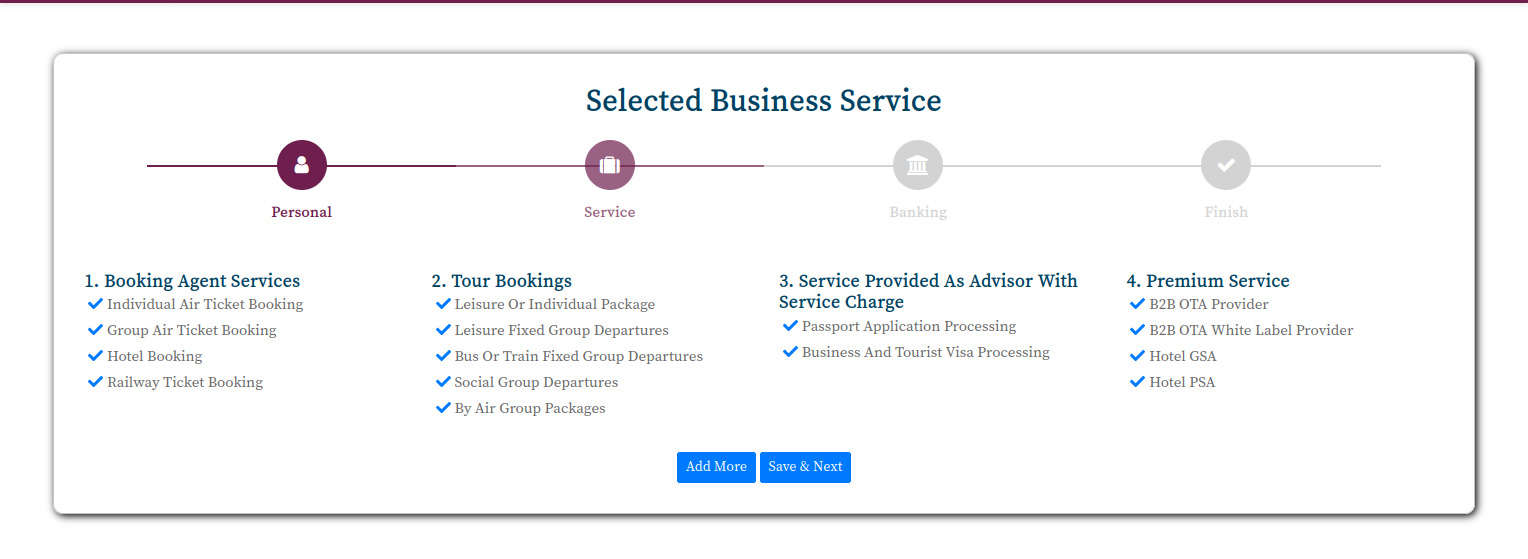 Selected Business Service
Personal
Service
Banking
Finish
1. Booking Agent Services
Individual Air Ticket Booking
Group Air Ticket Booking
Hotel Booking
Railway Ticket Booking
2. Tour Bookings
Leisure Or Individual Package
Leisure Fixed Group Departures
Bus Or Train Fixed Group Departures
Social Group Departures
By Air Group Packages
3. Service Provided As Advisor With
Service Charge
Passport Application Processing
Business And Tourist Visa Processing
4. Premium Service
B2B OTA Provider
B2B OTA White Label Provider
Hotel GSA
Hotel PSA
Add More
Save & Next